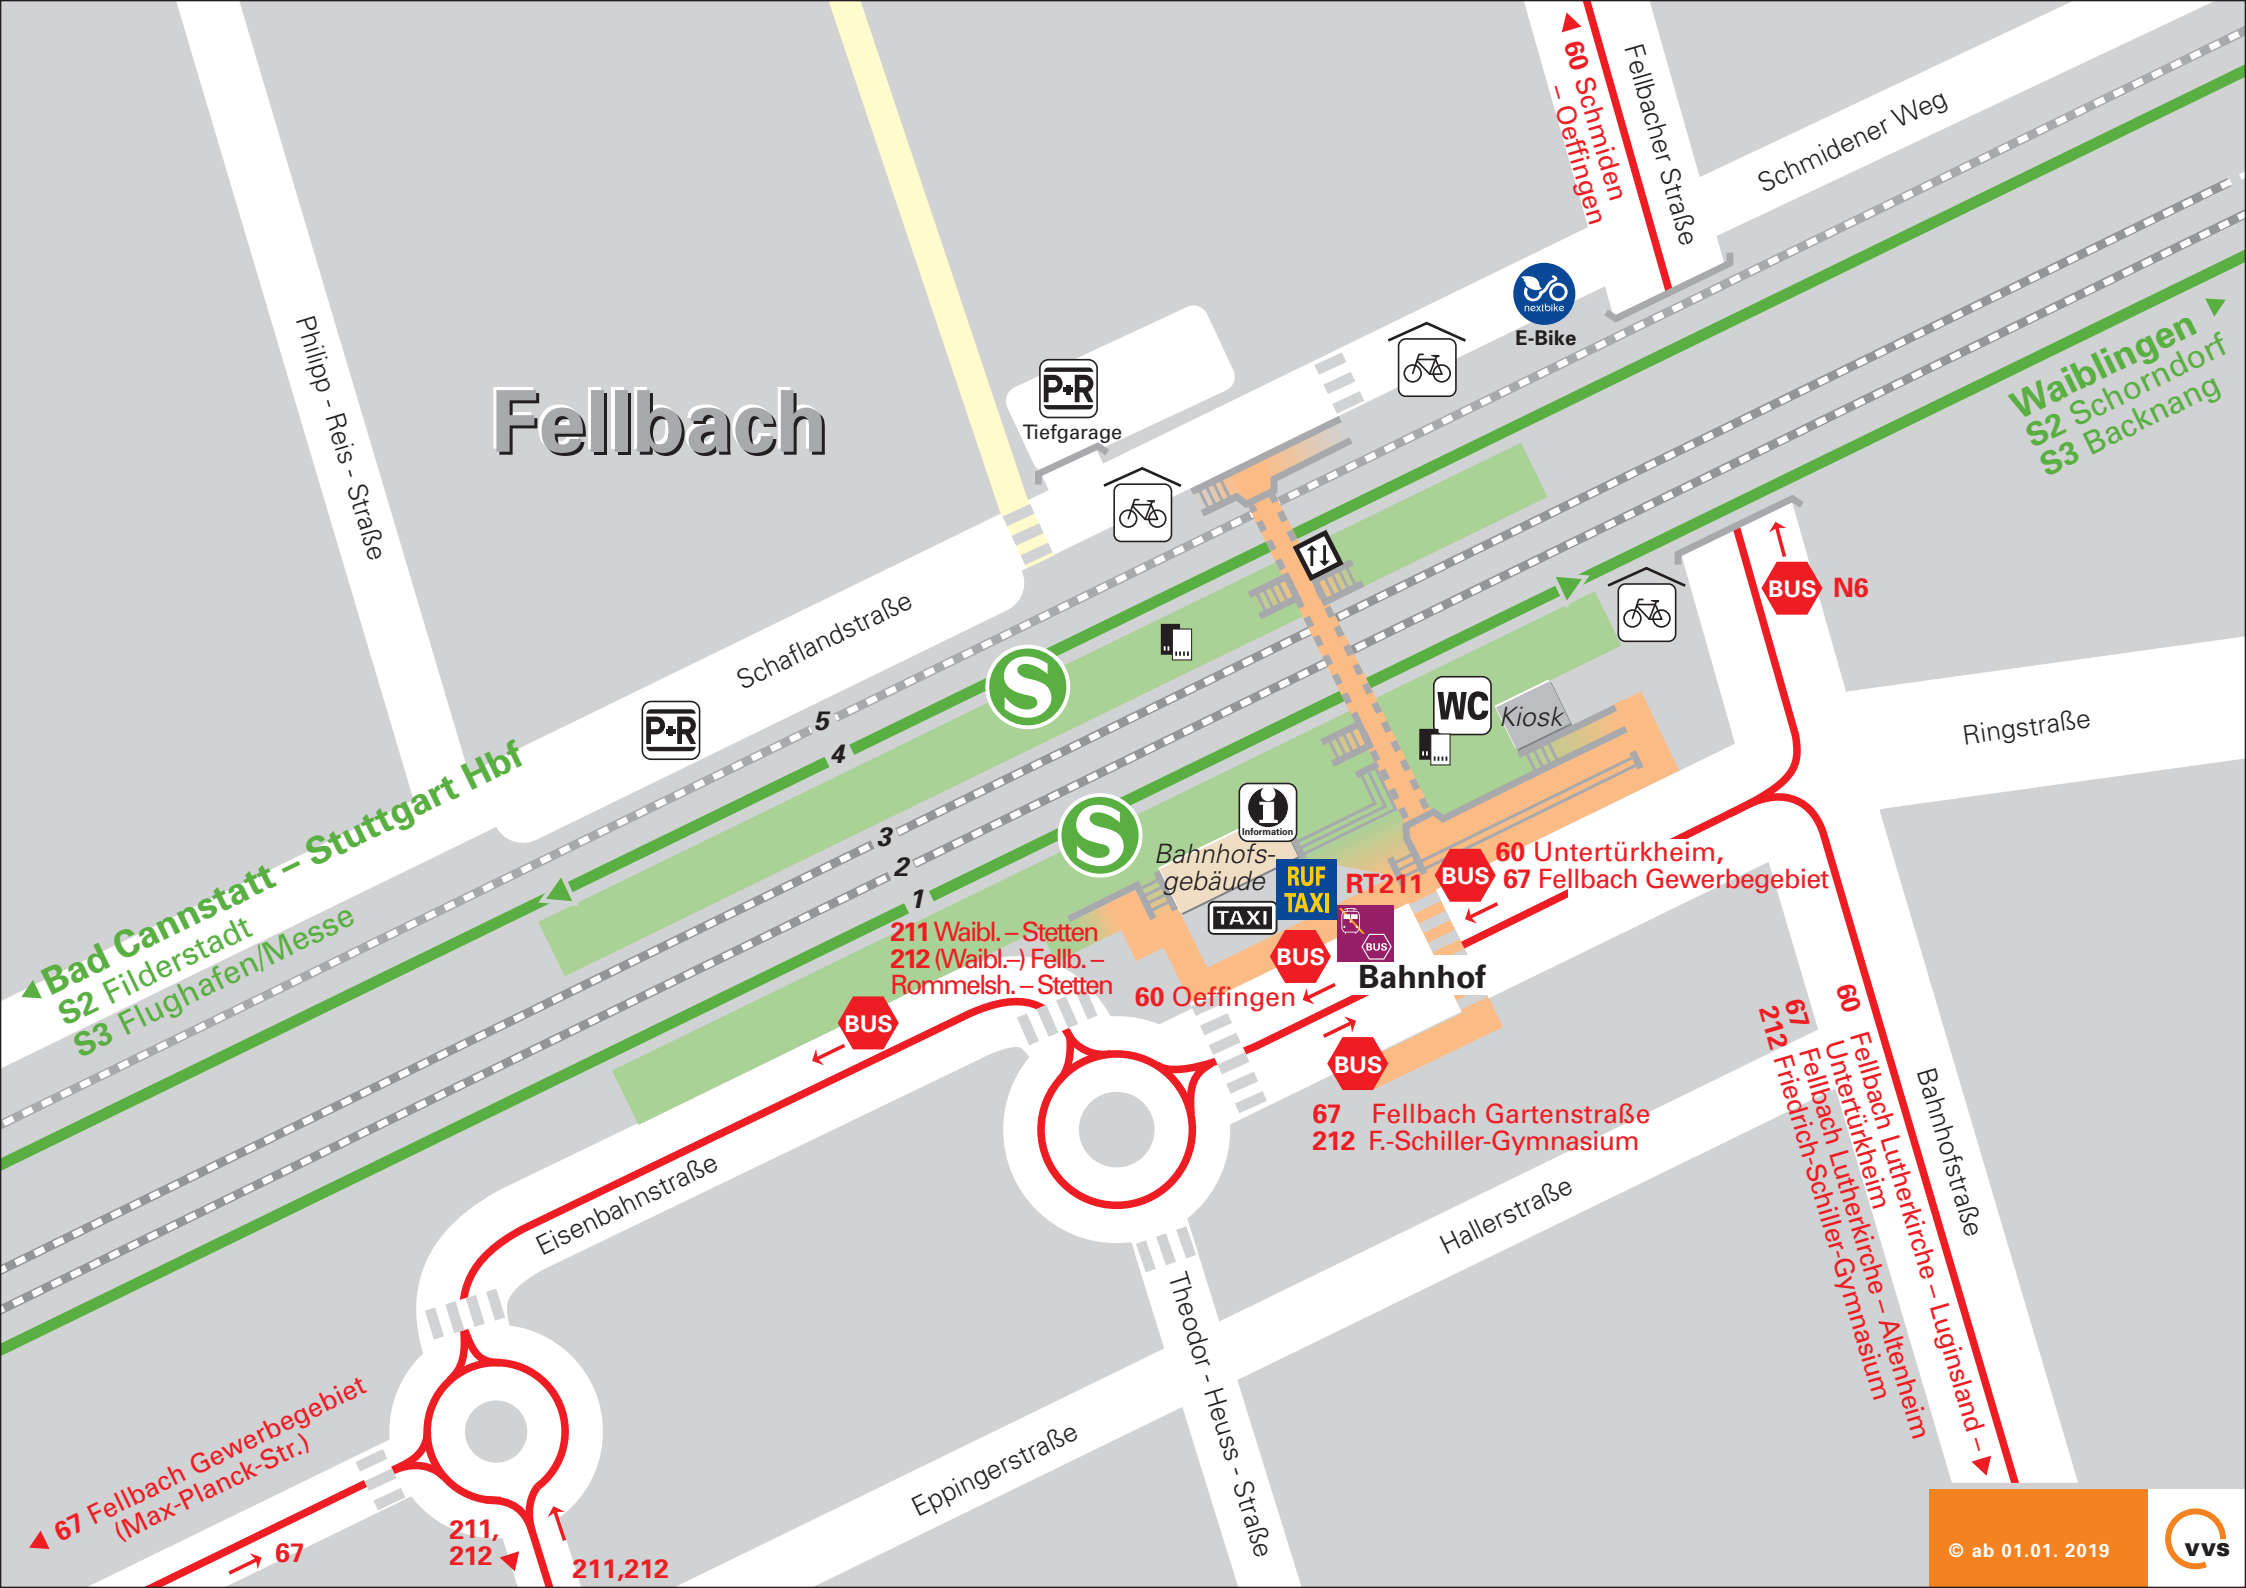 60 Schmiden
– Oeffingen
Fellbacher Straße
Schmidener Weg
nextbike
E-Bike
Philipp - Reis - Straße
Fellbach
P+R
Tiefgarage
Waiblingen
S2 Schorndorf
S3 Backnang
BUS N6
Schaflandstraße
S
P+R
5
4
3
2
1
WC
Kiosk
Ringstraße
Bad Cannstatt – Stuttgart Hbf
S2 Filderstadt
S3 Flughafen/Messe
i
Information
S
Bahnhofs-
gebäude
RUF
TAXI
RT211
TAXI
BUS
BUS
60 Untertürkheim,
67 Fellbach Gewerbegebiet
211 Waibl. – Stetten
212 (Waibl.–) Fellb. –
Rommelsh. – Stetten
BUS
BUS
60 Oeffingen
Bahnhof
BUS
67 Fellbach Gartenstraße
212 F.-Schiller-Gymnasium
60 Fellbach Lutherkirche – Luginsland –
Untertürkheim
67 Fellbach Lutherkirche – Altenheim
212 Friedrich-Schiller-Gymnasium
Bahnhofstraße
Eisenbahnstraße
Hallerstraße
Theodor - Heuss - Straße
Eppingerstraße
67 Fellbach Gewerbegebiet
(Max-Planck-Str.)
67
211,
212
211,212
© ab 01.01. 2019
vvs